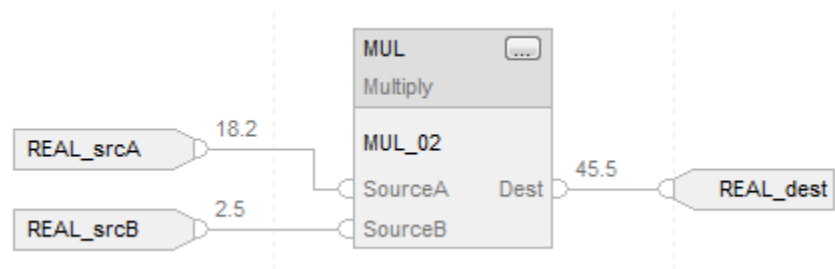 MUL ...
Multiply
18.2
REAL_srcA
MUL_02
45.5
SourceA Dest
REAL_dest
2.5
REAL_srcB
SourceB